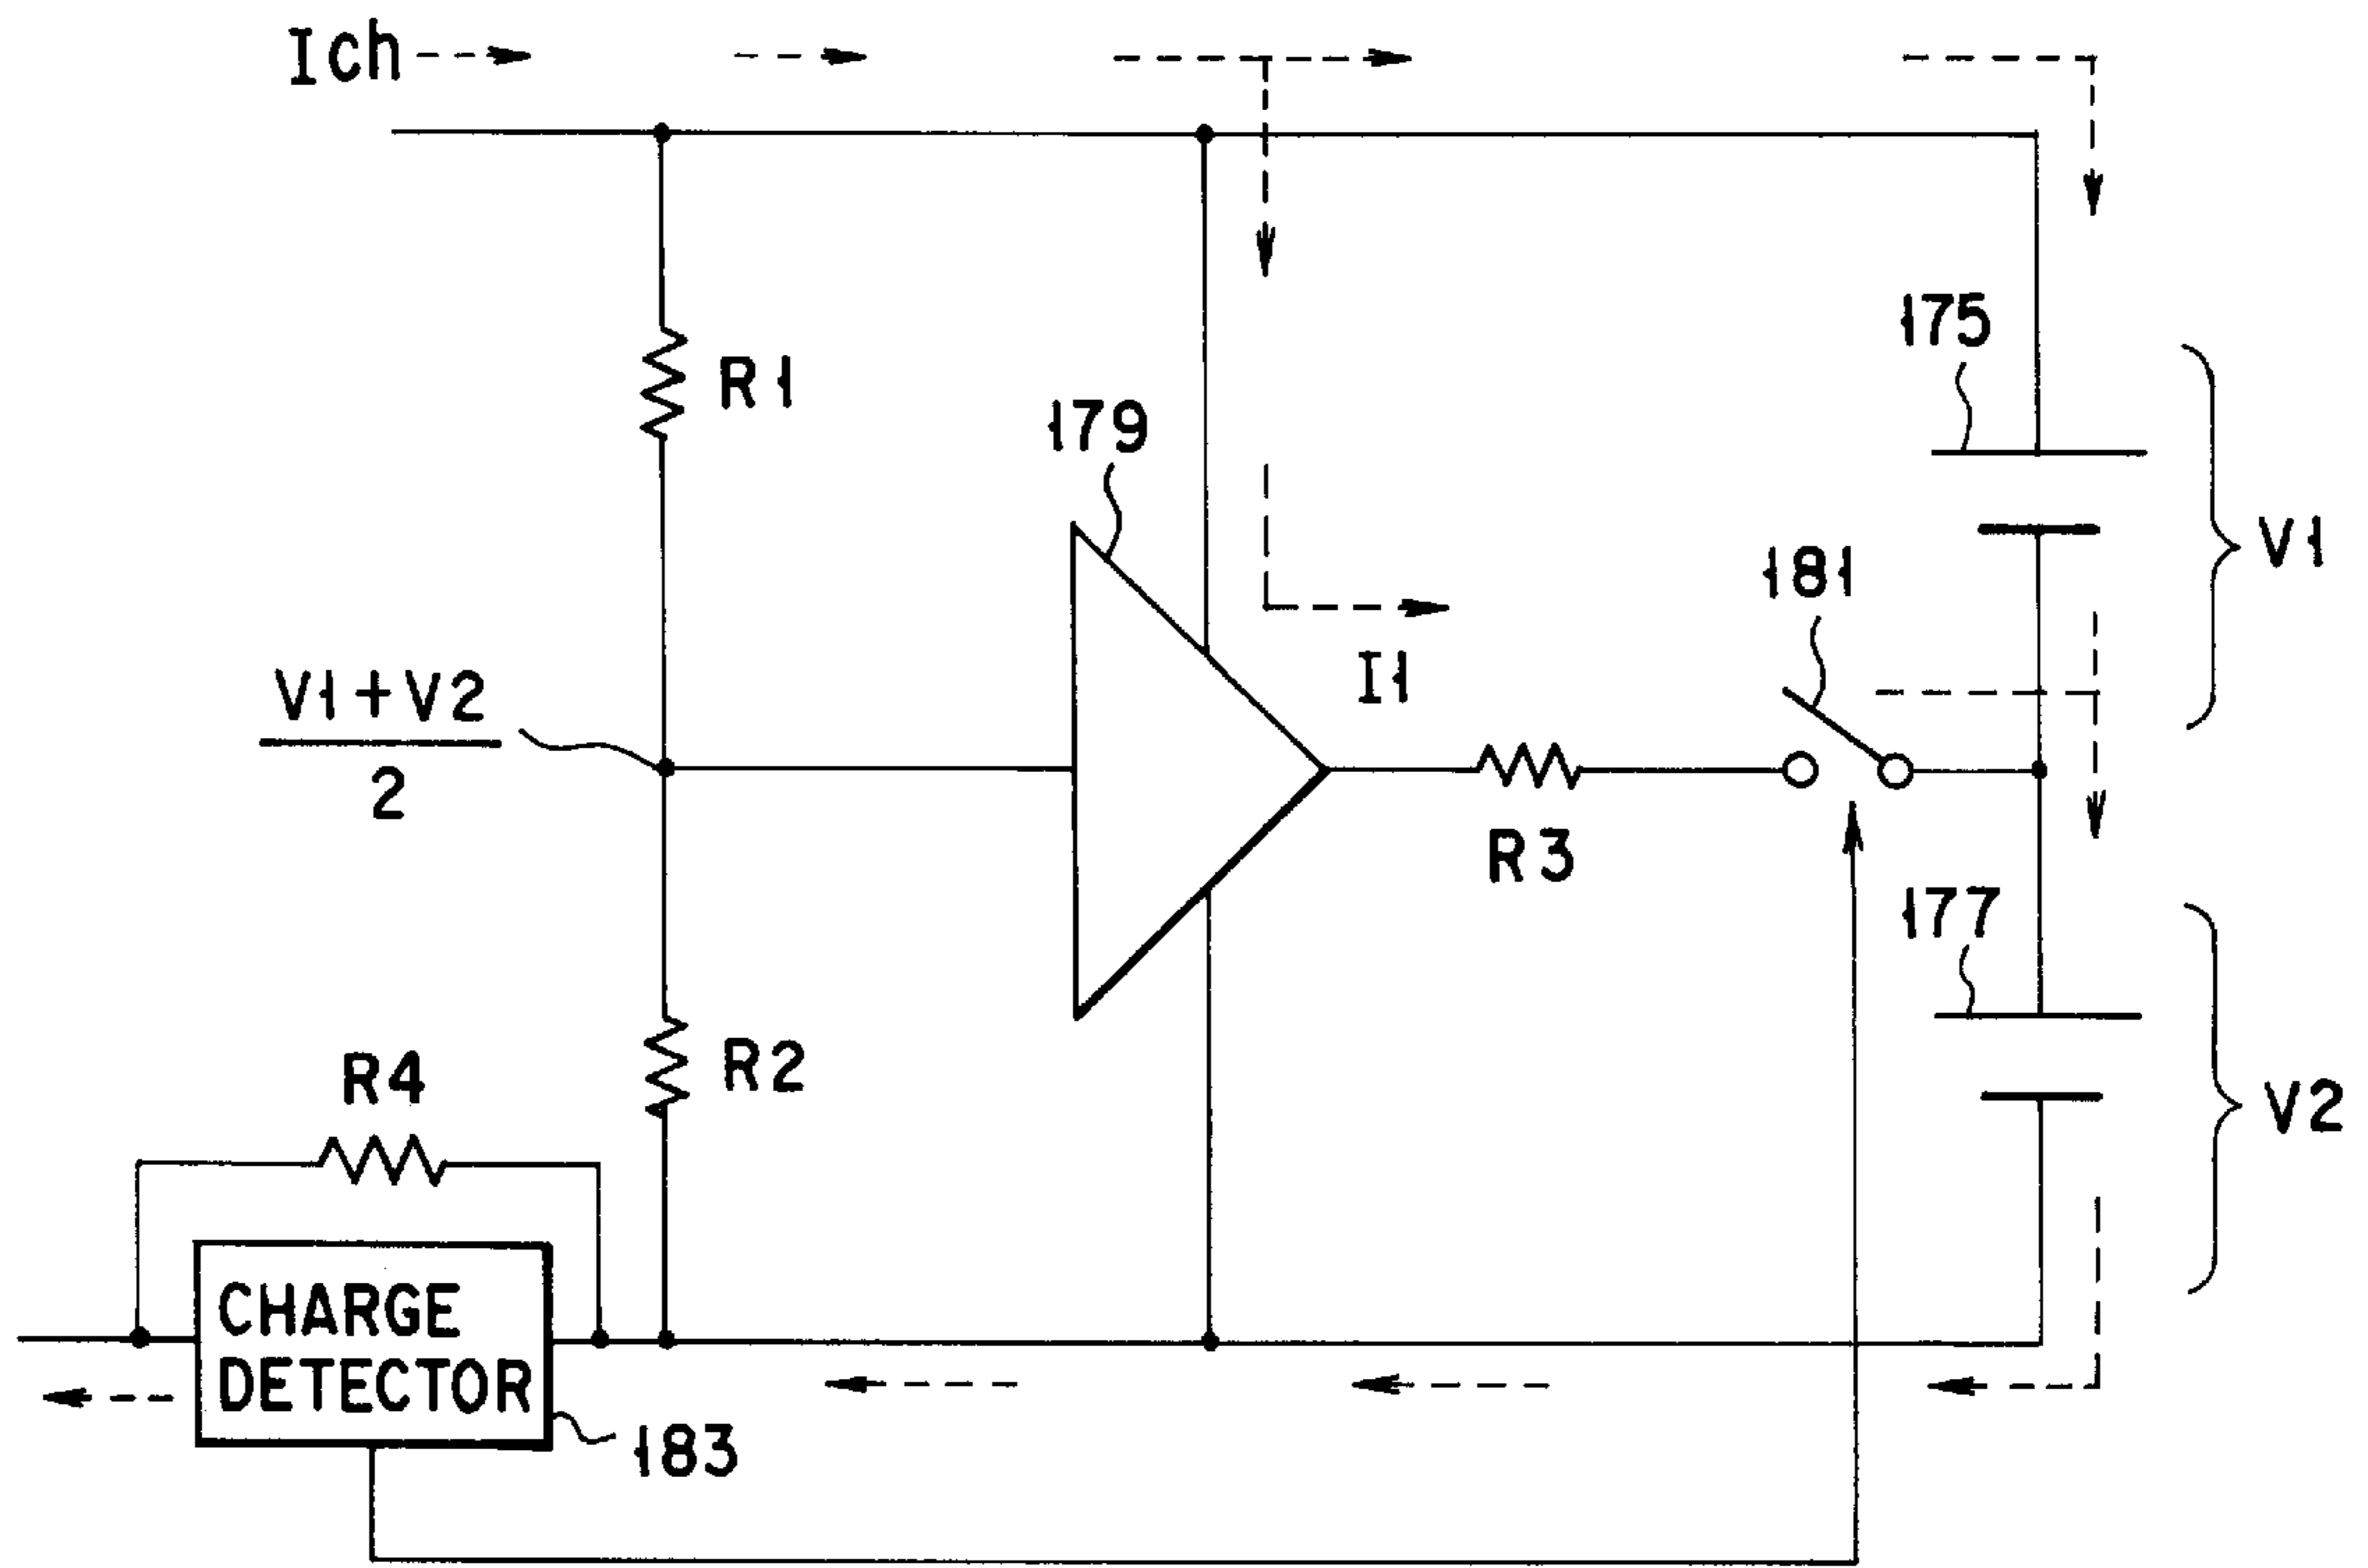 Ich
175
R1
179
V1
181
I1
V1+V2
2
R3
177
R2
R4
V2
CHARGE
DETECTOR
183